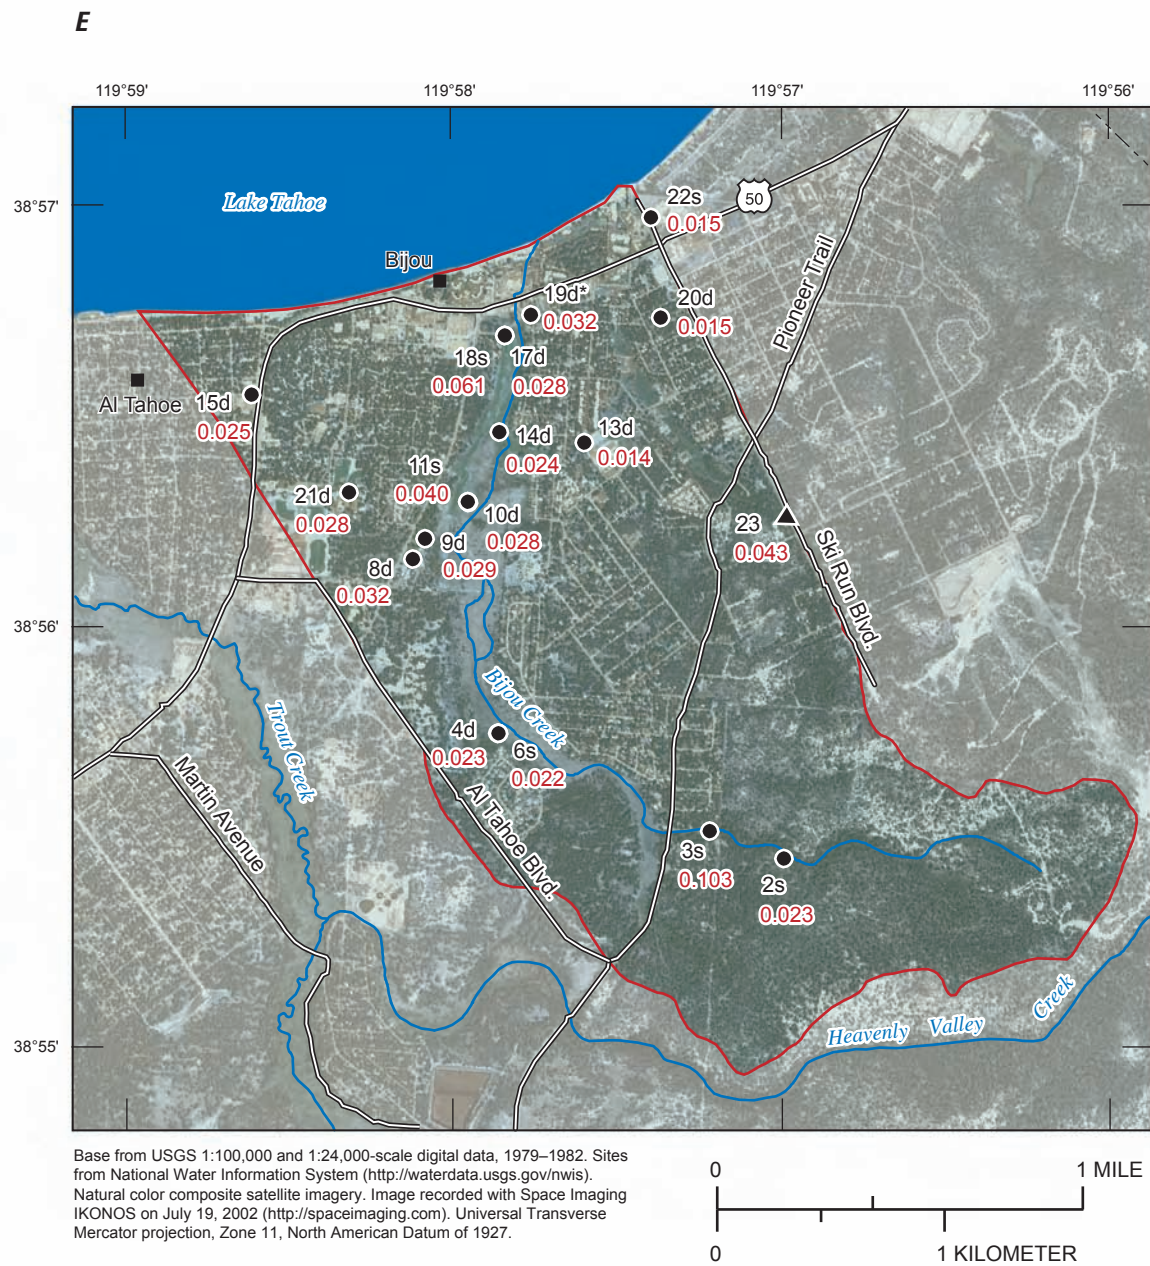 E
119°59'
119°58'
119°57'
119°56'
38°57'
Lake Tahoe
22s
0.015
50
Bijou
Pioneer Trail
19d*
0.032
20d
0.015
18s
17d
0.061
0.028
Al Tahoe
15d
0.025
14d
0.024
13d
0.014
11s
0.040
21d
0.028
10d
0.028
23
0.043
9d
0.029
8d
0.032
Ski Run Blvd.
38°56'
Bijou Creek
4d
0.023
6s
0.022
Trout Creek
Martin Avenue
Al Tahoe Blvd.
3s
0.103
2s
0.023
Heavenly Valley Creek
38°55'
Base from USGS 1:100,000 and 1:24,000-scale digital data, 1979–1982. Sites
from National Water Information System (http://waterdata.usgs.gov/nwis).
Natural color composite satellite imagery. Image recorded with Space Imaging
IKONOS on July 19, 2002 (http://spaceimaging.com). Universal Transverse
Mercator projection, Zone 11, North American Datum of 1927.
0
1 MILE
0
1 KILOMETER